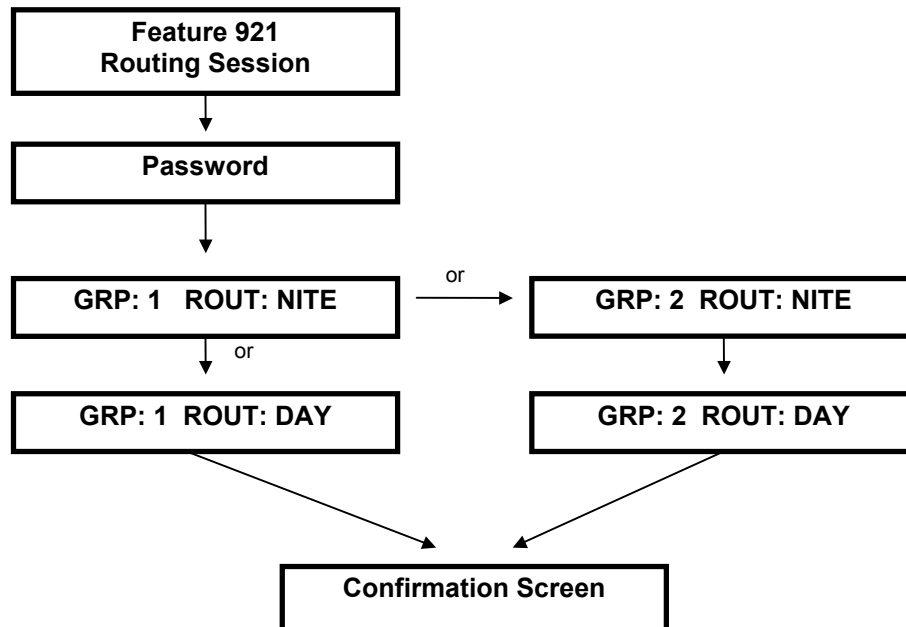 Feature 921
Routing Session
Password
or
GRP: 1 ROUT: NITE
GRP: 2 ROUT: NITE
or
GRP: 1 ROUT: DAY
GRP: 2 ROUT: DAY
Confirmation Screen